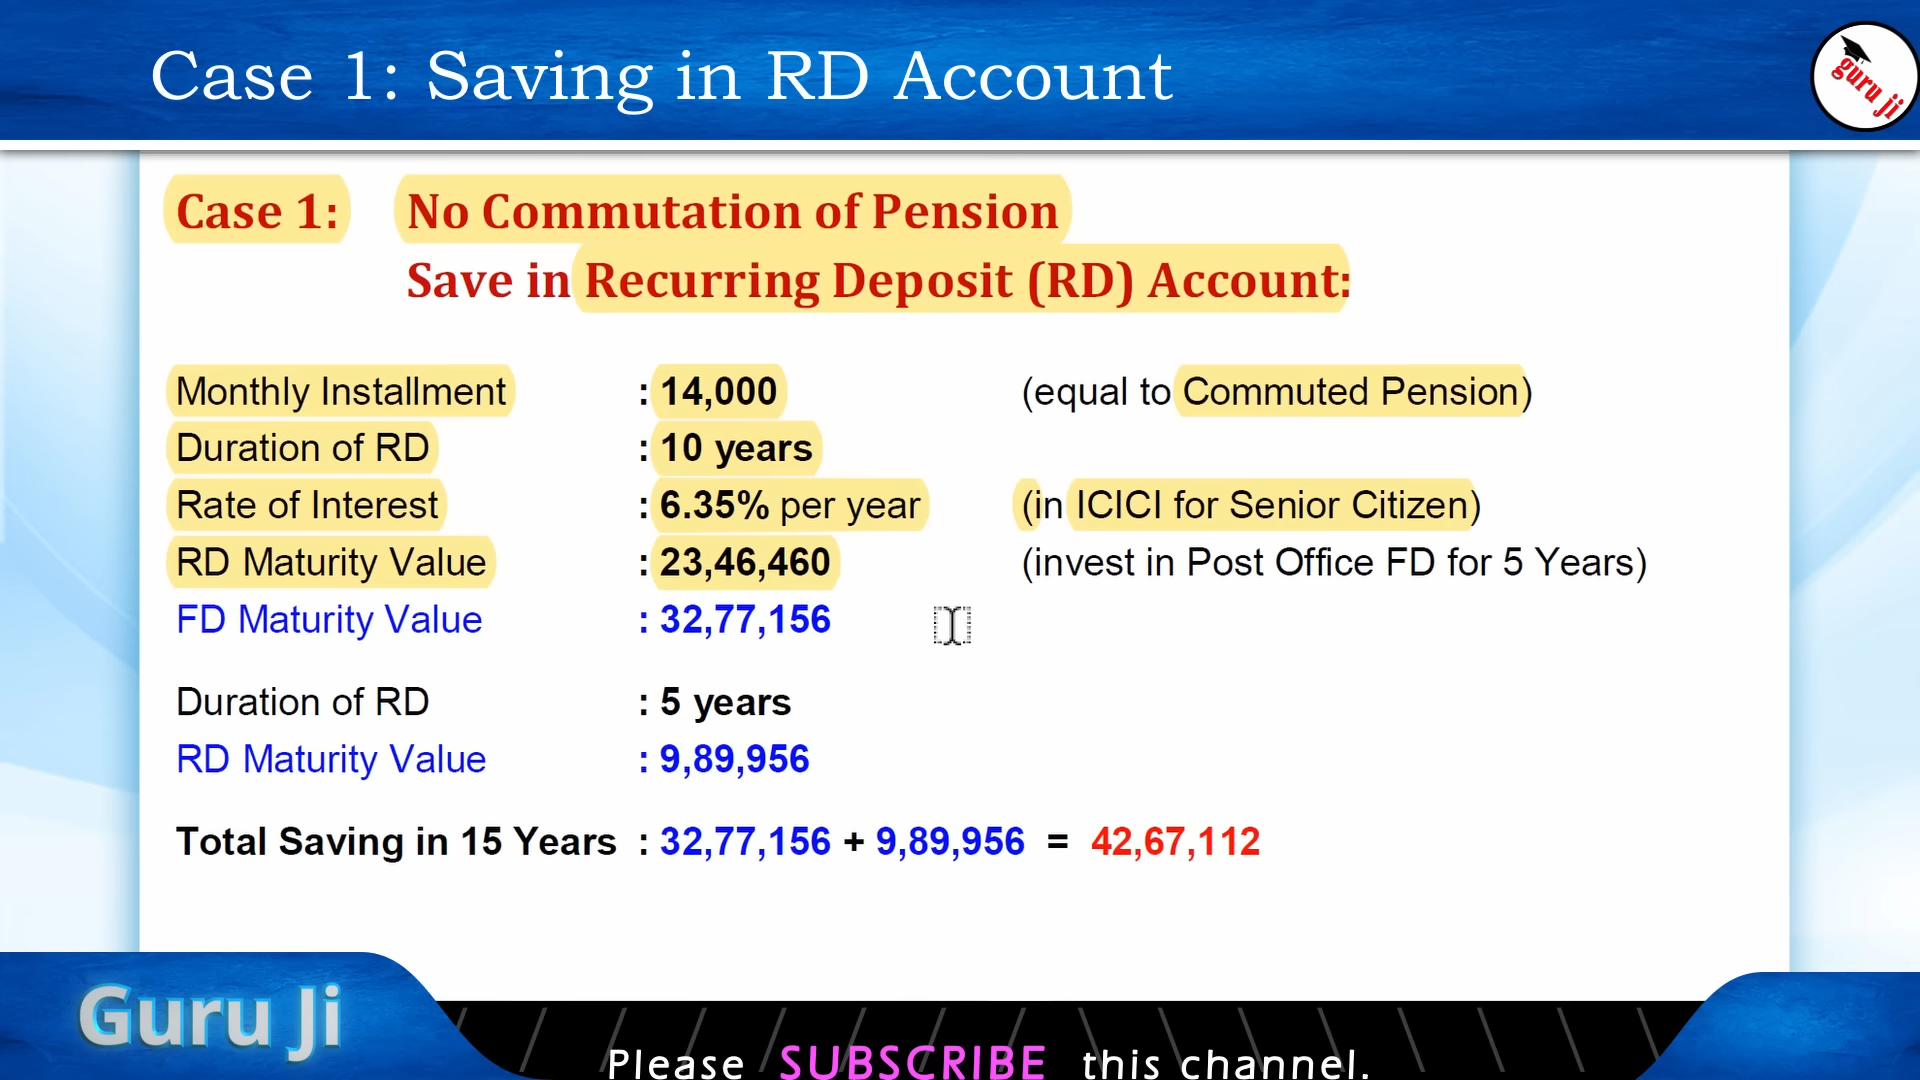 Case 1: Saving in RD Account
guru ji
Case 1: No Commutation of Pension
Save in Recurring Deposit (RD) Account:
Monthly Installment : 14,000 (equal to Commuted Pension)
Duration of RD : 10 years
Rate of Interest : 6.35% per year (in ICICI for Senior Citizen)
RD Maturity Value : 23,46,460 (invest in Post Office FD for 5 Years)
FD Maturity Value : 32,77,156
Duration of RD : 5 years
RD Maturity Value : 9,89,956
Total Saving in 15 Years : 32,77,156 + 9,89,956 = 42,67,112
Guru Ji
Please SUBSCRIBE this channel.